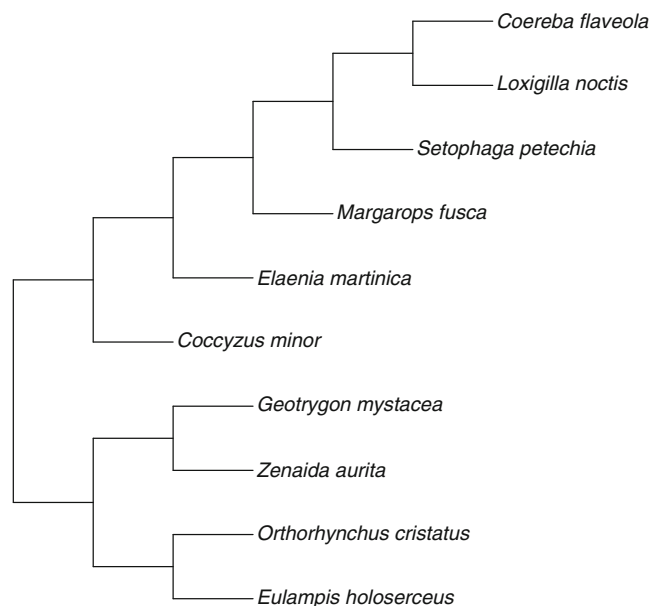 Coereba flaveola
Loxigilla noctis
Setophaga petechia
Margarops fusca
Elaenia martinica
Coccyzus minor
Geotrygon mystacea
Zenaida aurita
Orthorhynchus cristatus
Eulampis holoserceus